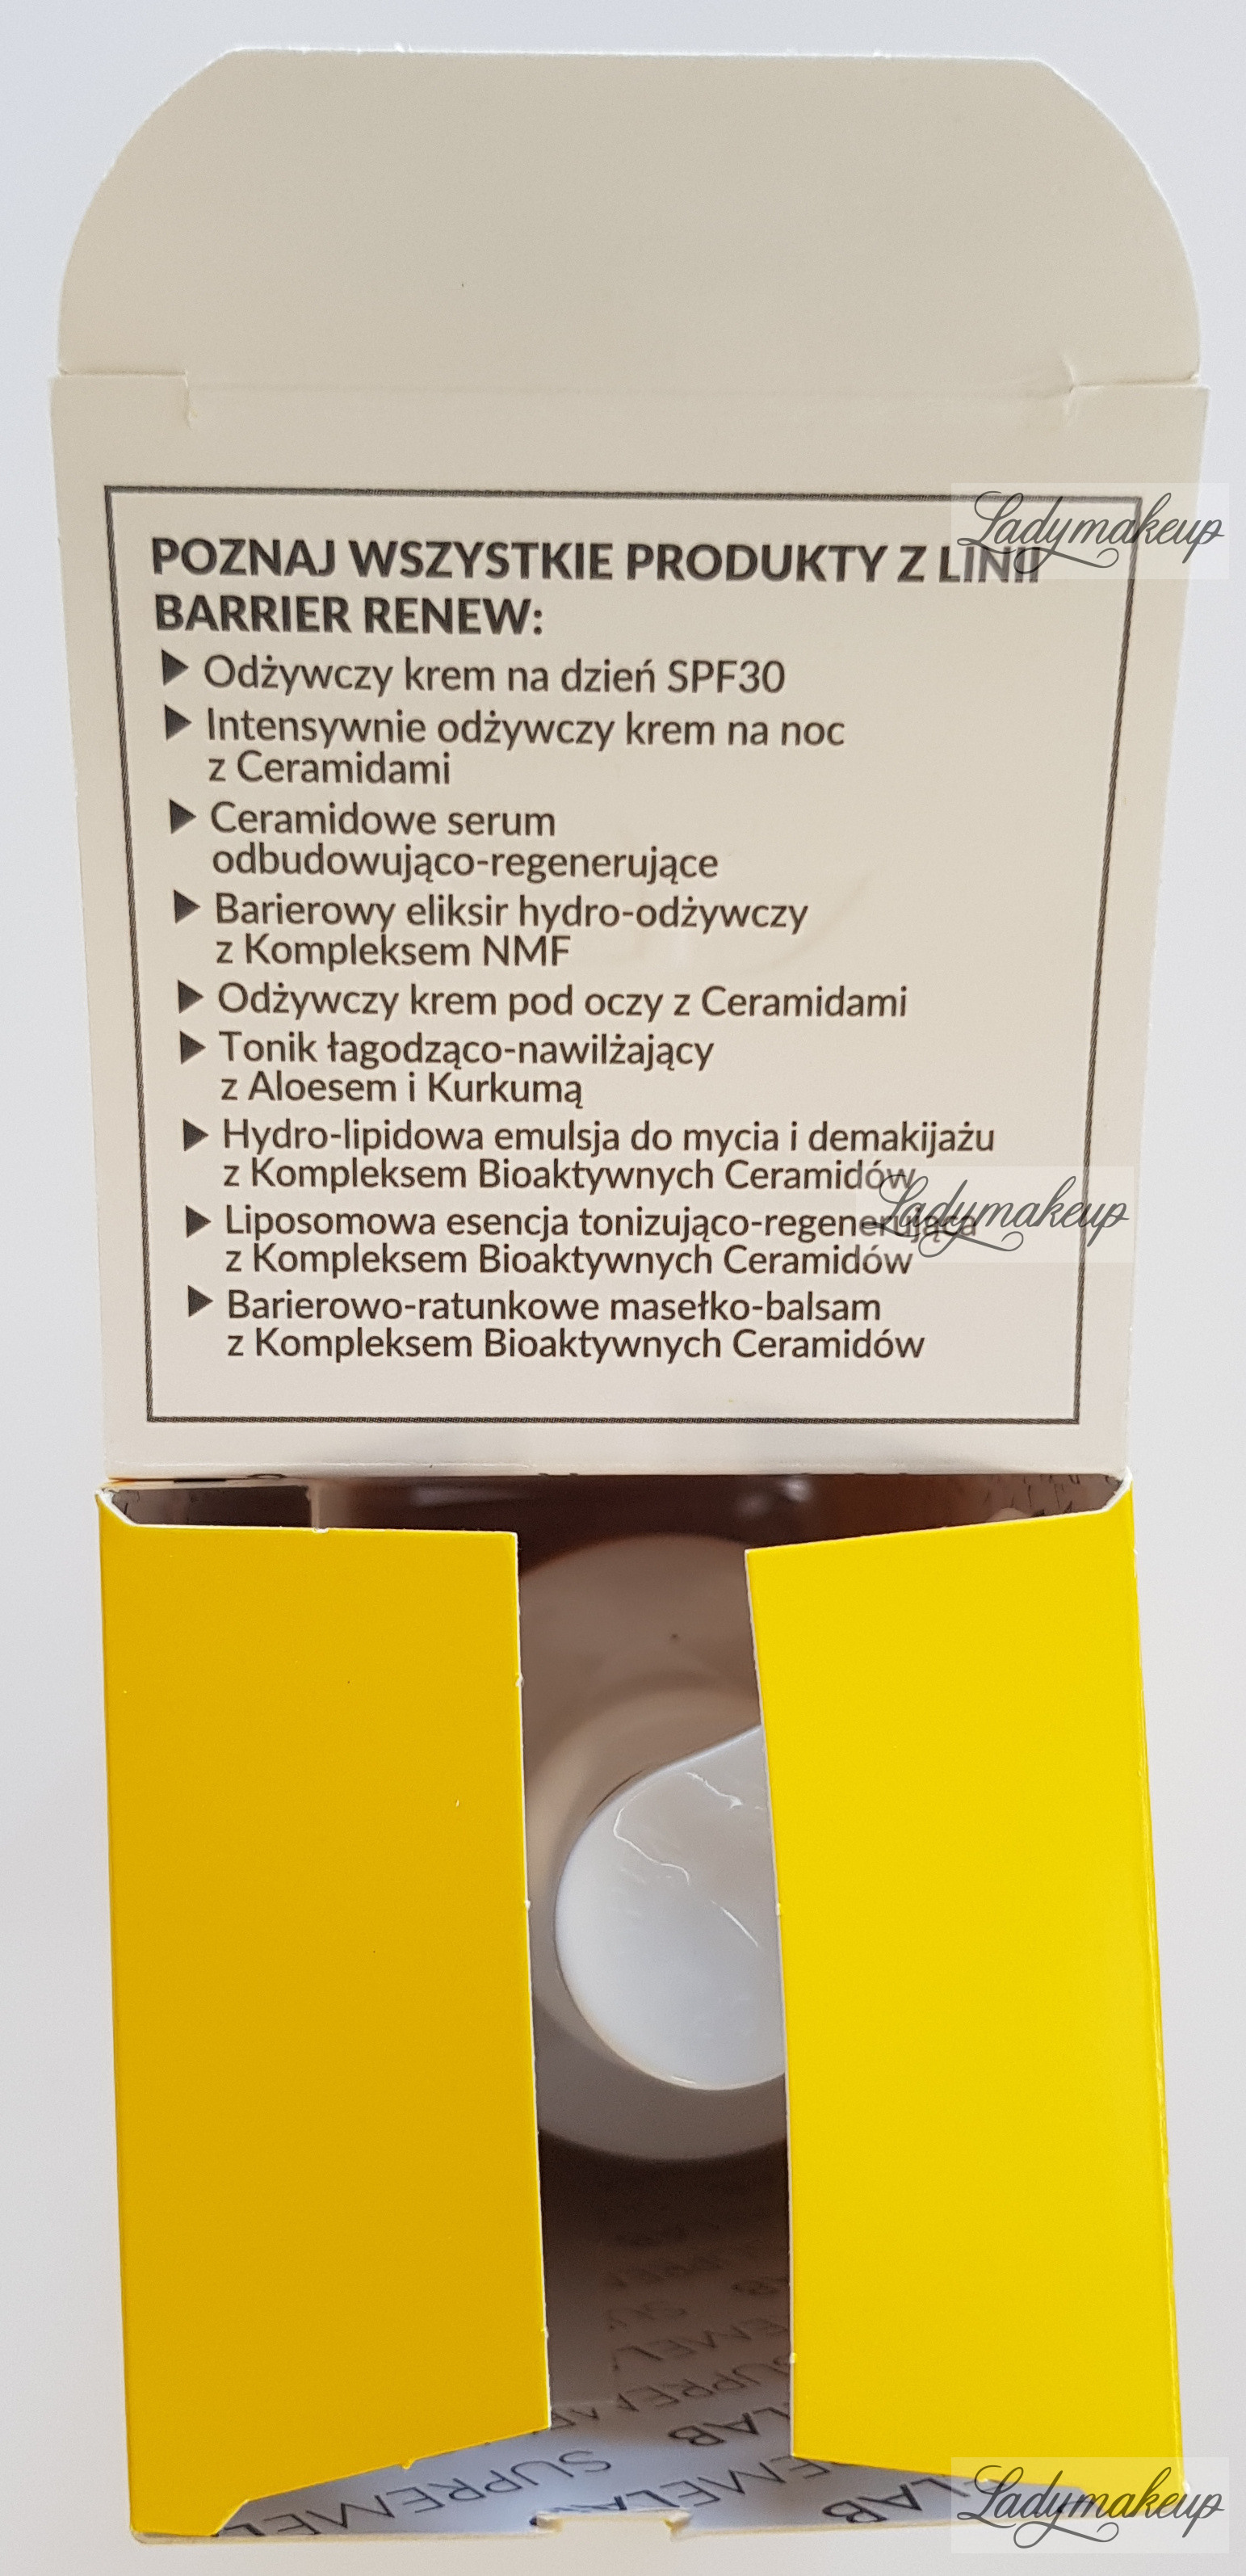 POZNAJ WSZYSTKIE PRODUKTY Z LINII
BARRIER RENEW:
▶ Odżywczy krem na dzień SPF30
▶ Intensywnie odżywczy krem na noc
z Ceramidami
▶ Ceramidowe serum
odbudowująco-regenerujące
▶ Barierowy eliksir hydro-odżywczy
z Kompleksem NMF
▶ Odżywczy krem pod oczy z Ceramidami
▶ Tonik łagodząco-nawilżający
z Aloesem i Kurkumą
▶ Hydro-lipidowa emulsja do mycia i demakijażu
z Kompleksem Bioaktywnych Ceramidów
▶ Liposomowa esencja tonizująco-regenerująca
z Kompleksem Bioaktywnych Ceramidów
▶ Barierowo-ratunkowe masełko-balsam
z Kompleksem Bioaktywnych Ceramidów
Ladymakeup
Ladymakeup
Ladymakeup